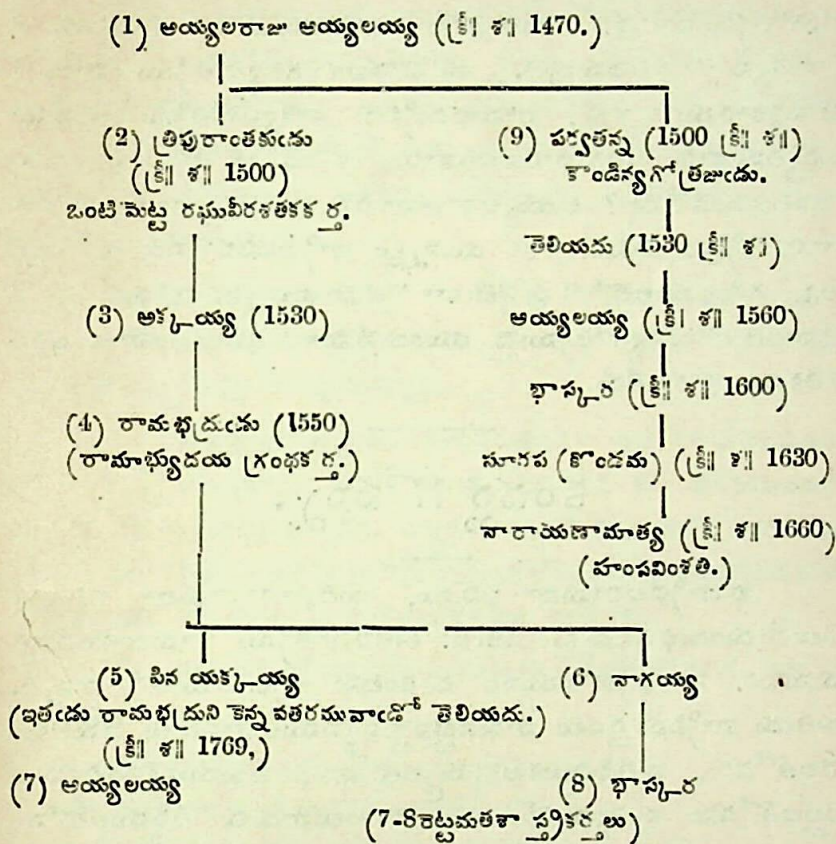 (1) అయ్యలరాజు అయ్యలయ్య (క్రీ॥ శ॥ 1470.)
(2) త్రిపురాంతకుఁడు
(క్రీ॥ శ॥ 1500)
ఒంటిమెట్ట రఘువీరశతకకర్త.
(3) అక్కయ్య (1530)
(4) రామభద్రుఁడు (1550)
(రామాభ్యుదయ గ్రంథకర్త.)
(9) పర్వతన్న (1500 క్రీ॥ శ॥)
కొండిన్యగోత్రజుఁడు.
తెలియదు (1530 క్రీ॥ శ॥)
అయ్యలయ్య (క్రీ॥ శ॥ 1560)
భాస్కర (క్రీ॥ శ॥ 1600)
సూగప (కొండమ) (క్రీ॥ శ॥ 1630)
నారాయణామాత్య (క్రీ॥ శ॥ 1660)
(హంసవింశతి.)
(5) పిన యక్కయ్య
(ఇతఁడు రామభద్రుని కెన్నవతరమువాఁడో తెలియదు.)
(క్రీ॥ శ॥ 1769,)
(7) అయ్యలయ్య
(6) నాగయ్య
(8) భాస్కర
(7-8రెట్టమతశాస్త్రకర్తలు)